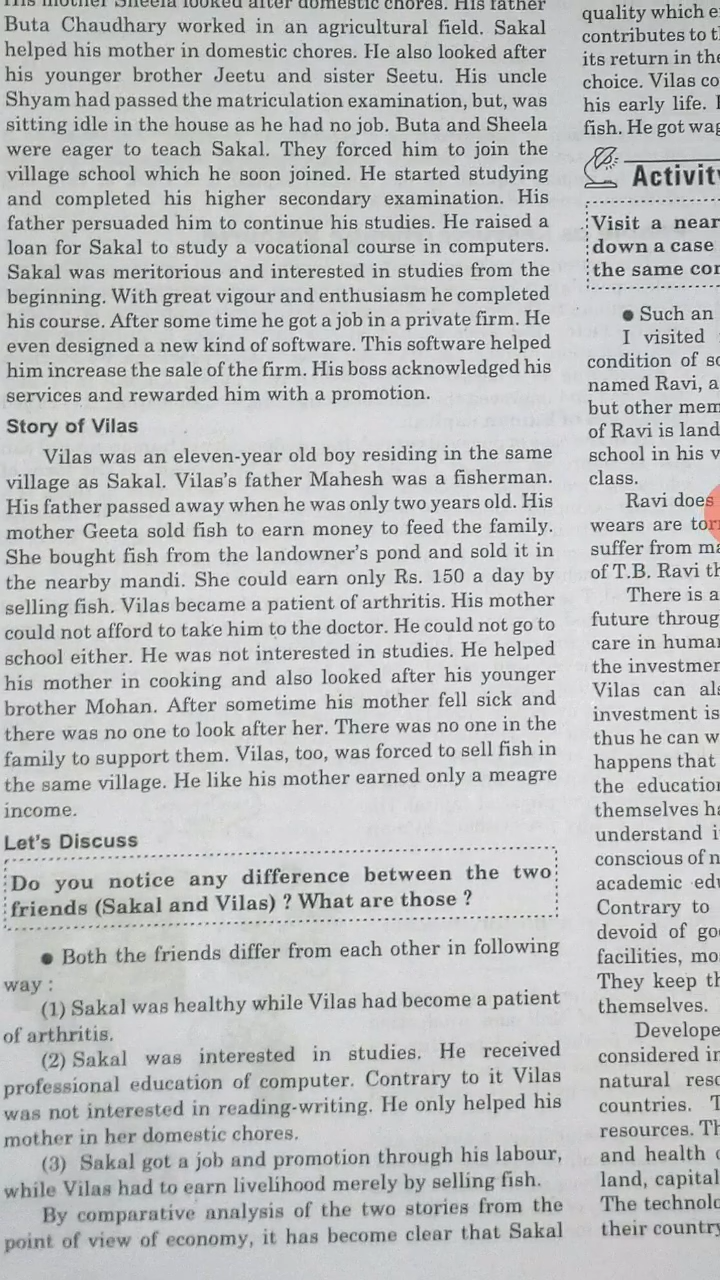 His mother Sheela looked after domestic chores. His father
Buta Chaudhary worked in an agricultural field. Sakal
helped his mother in domestic chores. He also looked after
his younger brother Jeetu and sister Seetu. His uncle
Shyam had passed the matriculation examination, but, was
sitting idle in the house as he had no job. Buta and Sheela
were eager to teach Sakal. They forced him to join the
village school which he soon joined. He started studying
and completed his higher secondary examination. His
father persuaded him to continue his studies. He raised a
loan for Sakal to study a vocational course in computers.
Sakal was meritorious and interested in studies from the
beginning. With great vigour and enthusiasm he completed
his course. After some time he got a job in a private firm. He
even designed a new kind of software. This software helped
him increase the sale of the firm. His boss acknowledged his
services and rewarded him with a promotion.
Story of Vilas
Vilas was an eleven-year old boy residing in the same
village as Sakal. Vilas's father Mahesh was a fisherman.
His father passed away when he was only two years old. His
mother Geeta sold fish to earn money to feed the family.
She bought fish from the landowner's pond and sold it in
the nearby mandi. She could earn only Rs. 150 a day by
selling fish. Vilas became a patient of arthritis. His mother
could not afford to take him to the doctor. He could not go to
school either. He was not interested in studies. He helped
his mother in cooking and also looked after his younger
brother Mohan. After sometime his mother fell sick and
there was no one to look after her. There was no one in the
family to support them. Vilas, too, was forced to sell fish in
the same village. He like his mother earned only a meagre
income.
Let's Discuss
Do you notice any difference between the two
friends (Sakal and Vilas) ? What are those ?
● Both the friends differ from each other in following
way :
(1) Sakal was healthy while Vilas had become a patient
of arthritis.
(2) Sakal was interested in studies. He received
professional education of computer. Contrary to it Vilas
was not interested in reading-writing. He only helped his
mother in her domestic chores.
(3) Sakal got a job and promotion through his labour,
while Vilas had to earn livelihood merely by selling fish.
By comparative analysis of the two stories from the
point of view of economy, it has become clear that Sakal
quality which
contributes to
its return in the
choice. Vilas
his early life.
fish. He got
Activity
Visit a near
down a case
the same
● Such an
I visited
condition of
named Ravi, a
but other
of Ravi is land
school in his
class.
Ravi does
wears are
suffer from
of T.B. Ravi
There is a
future
care in
the
Vilas can
investment is
thus he can
happens that
the
themselves
understand
conscious of
academic
Contrary to
devoid of
facilities,
They keep
themselves.

considered in
natural
countries.
resources.
and health
land, capital
The
their country